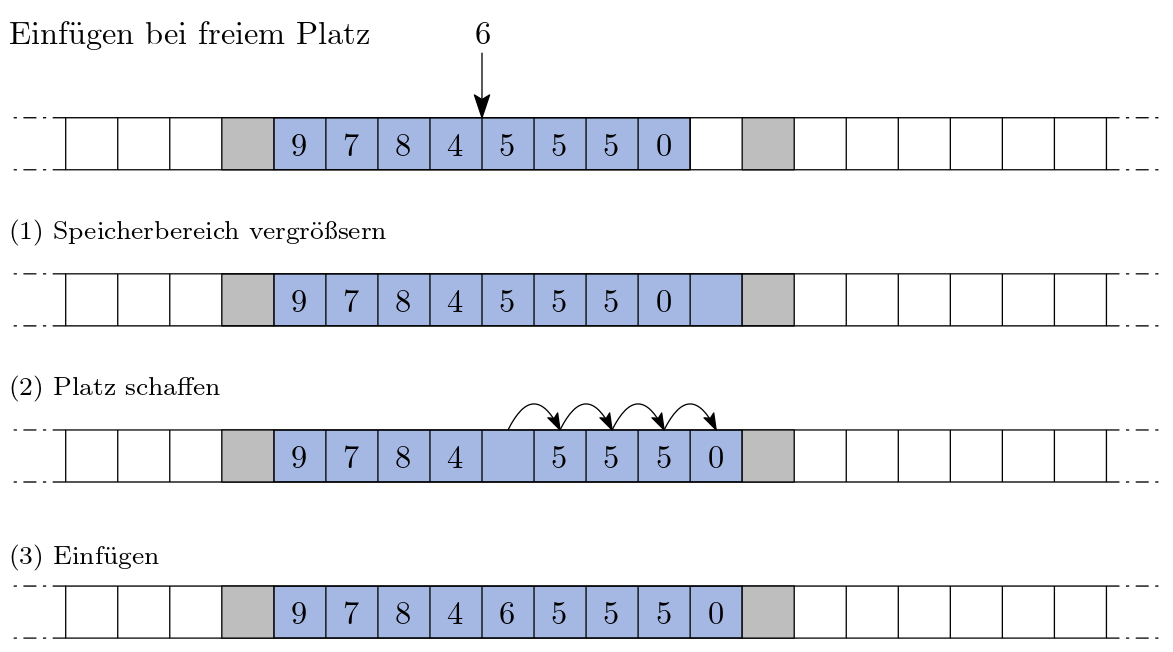 Einfügen bei freiem Platz 6
9 7 8 4 5 5 5 0
(1) Speicherbereich vergrößsern
9 7 8 4 5 5 5 0
(2) Platz schaffen
9 7 8 4 5 5 5 0
(3) Einfügen
9 7 8 4 6 5 5 5 0